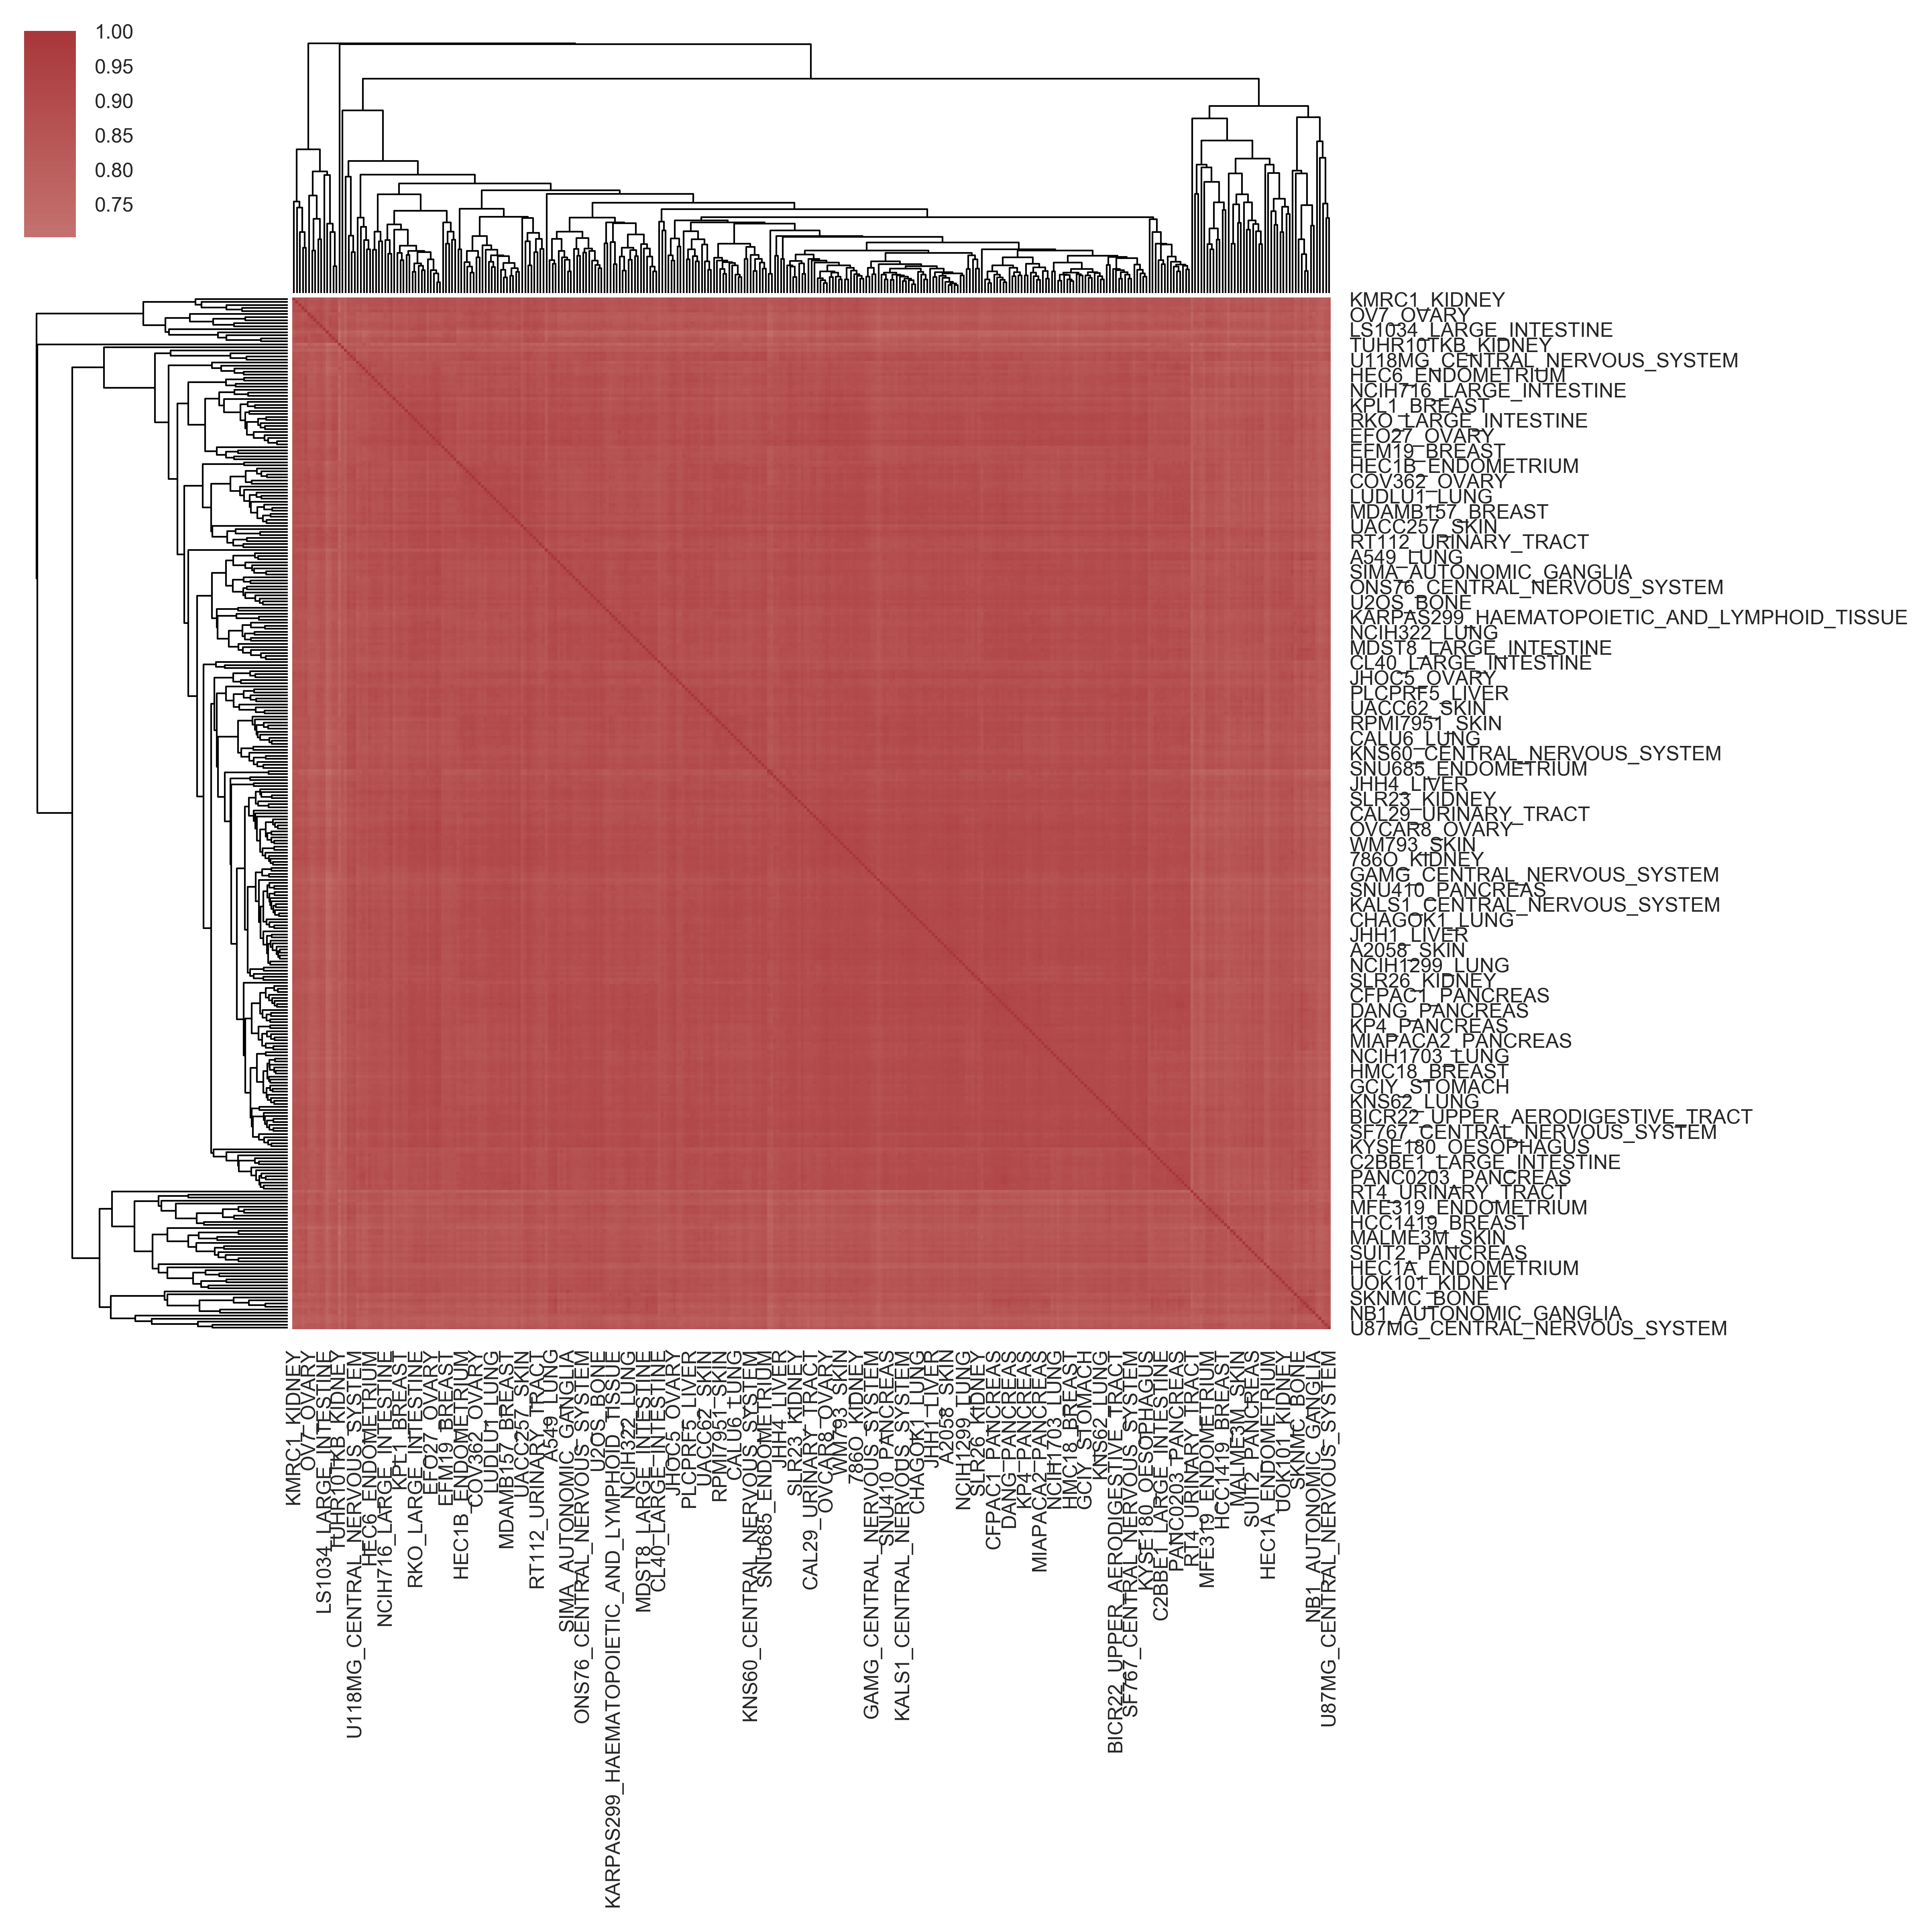 1.00
0.95
0.90
0.85
0.80
0.75
KMRC1_KIDNEY
OV7_OVARY
LS1034_LARGE_INTESTINE
TUHR10TKB_KIDNEY
U118MG_CENTRAL_NERVOUS_SYSTEM
HEC6_ENDOMETRIUM
NCIH716_LARGE_INTESTINE
KPL1_BREAST
RKO_LARGE_INTESTINE
EFO27_OVARY
EFM19_BREAST
HEC1B_ENDOMETRIUM
COV362_OVARY
LUDLU1_LUNG
MDAMB157_BREAST
UACC257_SKIN
RT112_URINARY_TRACT
A549_LUNG
SIMA_AUTONOMIC_GANGLIA
ONS76_CENTRAL_NERVOUS_SYSTEM
U2OS_BONE
KARPAS299_HAEMATOPOIETIC_AND_LYMPHOID_TISSUE
NCIH322_LUNG
MDST8_LARGE_INTESTINE
CL40_LARGE_INTESTINE
JHOC5_OVARY
PLCPRF5_LIVER
UACC62_SKIN
RPMI7951_SKIN
CALU6_LUNG
KNS60_CENTRAL_NERVOUS_SYSTEM
SNU685_ENDOMETRIUM
JHH4_LIVER
SLR23_KIDNEY
CAL29_URINARY_TRACT
OVCAR8_OVARY
WM793_SKIN
786O_KIDNEY
GAMG_CENTRAL_NERVOUS_SYSTEM
SNU410_PANCREAS
KALS1_CENTRAL_NERVOUS_SYSTEM
CHAGOK1_LUNG
JHH1_LIVER
A2058_SKIN
NCIH1299_LUNG
SLR26_KIDNEY
CFPAC1_PANCREAS
DANG_PANCREAS
KP4_PANCREAS
MIAPACA2_PANCREAS
NCIH1703_LUNG
HMC18_BREAST
GCIY_STOMACH
KNS62_LUNG
BICR22_UPPER_AERODIGESTIVE_TRACT
SF767_CENTRAL_NERVOUS_SYSTEM
KYSE180_OESOPHAGUS
C2BBE1_LARGE_INTESTINE
PANC0203_PANCREAS
RT4_URINARY_TRACT
MFE319_ENDOMETRIUM
HCC1419_BREAST
MALME3M_SKIN
SUIT2_PANCREAS
HEC1A_ENDOMETRIUM
UOK101_KIDNEY
SKNMC_BONE
NB1_AUTONOMIC_GANGLIA
U87MG_CENTRAL_NERVOUS_SYSTEM
KMRC1_KIDNEY
OV7_OVARY
LS1034_LARGE_INTESTINE
TUHR10TKB_KIDNEY
U118MG_CENTRAL_NERVOUS_SYSTEM
HEC6_ENDOMETRIUM
NCIH716_LARGE_INTESTINE
KPL1_BREAST
RKO_LARGE_INTESTINE
EFO27_OVARY
EFM19_BREAST
HEC1B_ENDOMETRIUM
COV362_OVARY
LUDLU1_LUNG
MDAMB157_BREAST
UACC257_SKIN
RT112_URINARY_TRACT
A549_LUNG
SIMA_AUTONOMIC_GANGLIA
ONS76_CENTRAL_NERVOUS_SYSTEM
U2OS_BONE
KARPAS299_HAEMATOPOIETIC_AND_LYMPHOID_TISSUE
NCIH322_LUNG
MDST8_LARGE_INTESTINE
CL40_LARGE_INTESTINE
JHOC5_OVARY
PLCPRF5_LIVER
UACC62_SKIN
RPMI7951_SKIN
CALU6_LUNG
KNS60_CENTRAL_NERVOUS_SYSTEM
SNU685_ENDOMETRIUM
JHH4_LIVER
SLR23_KIDNEY
CAL29_URINARY_TRACT
OVCAR8_OVARY
WM793_SKIN
786O_KIDNEY
GAMG_CENTRAL_NERVOUS_SYSTEM
SNU410_PANCREAS
KALS1_CENTRAL_NERVOUS_SYSTEM
CHAGOK1_LUNG
JHH1_LIVER
A2058_SKIN
NCIH1299_LUNG
SLR26_KIDNEY
CFPAC1_PANCREAS
DANG_PANCREAS
KP4_PANCREAS
MIAPACA2_PANCREAS
NCIH1703_LUNG
HMC18_BREAST
GCIY_STOMACH
KNS62_LUNG
BICR22_UPPER_AERODIGESTIVE_TRACT
SF767_CENTRAL_NERVOUS_SYSTEM
KYSE180_OESOPHAGUS
C2BBE1_LARGE_INTESTINE
PANC0203_PANCREAS
RT4_URINARY_TRACT
MFE319_ENDOMETRIUM
HCC1419_BREAST
MALME3M_SKIN
SUIT2_PANCREAS
HEC1A_ENDOMETRIUM
UOK101_KIDNEY
SKNMC_BONE
NB1_AUTONOMIC_GANGLIA
U87MG_CENTRAL_NERVOUS_SYSTEM